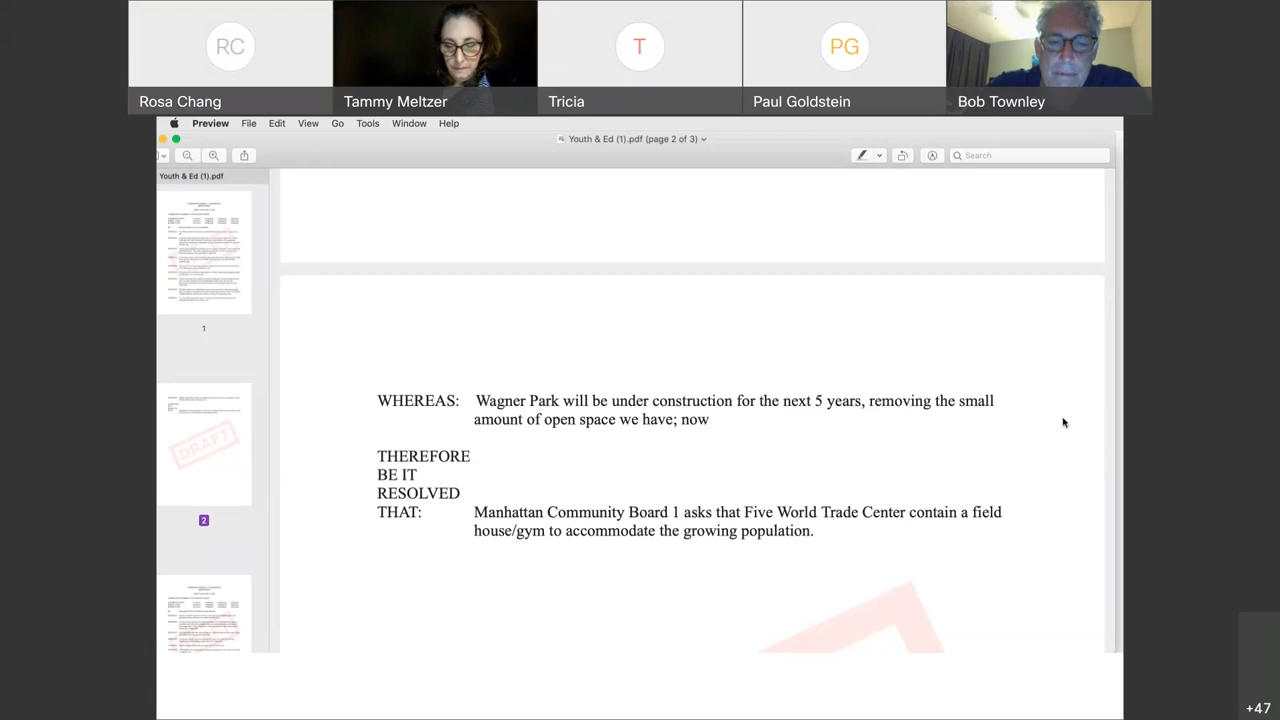 RC
T
PG
Rosa Chang
Tammy Meltzer
Tricia
Paul Goldstein
Bob Townley
Preview File Edit View Go Tools Window Help
Youth & Ed (1).pdf (page 2 of 3)
Search
Youth & Ed (1).pdf
1
DRAFT
2
WHEREAS: Wagner Park will be under construction for the next 5 years, removing the small
amount of open space we have; now
THEREFORE
BE IT
RESOLVED
THAT: Manhattan Community Board 1 asks that Five World Trade Center contain a field
house/gym to accommodate the growing population.
+47